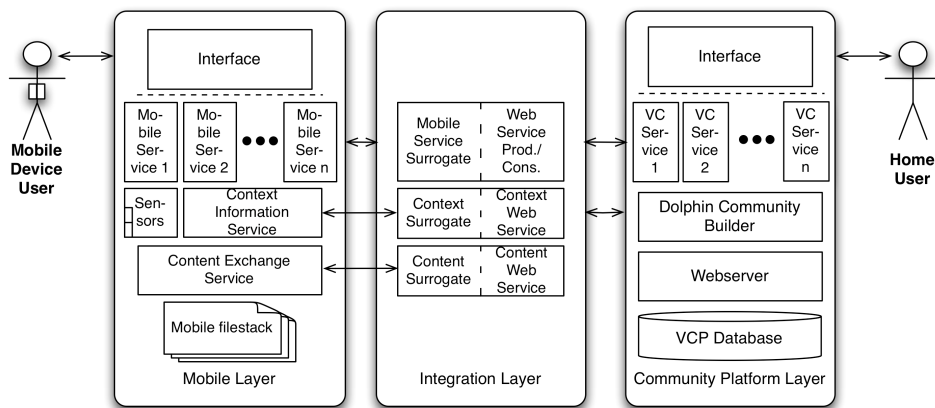 Interface
Interface
Mo-
bile
Ser-
vice 1
Mo-
bile
Ser-
vice 2
Mo-
bile
Ser-
vice n
Mobile
Service
Surrogate
Web
Service
Prod./
Cons.
VC
Ser-
vice
1
VC
Ser-
vice
2
VC
Ser-
vice
n
Mobile
Device
User
Home
User
Sen-
sors
Context
Information
Service
Context
Surrogate
Context
Web
Service
Dolphin Community
Builder
Content Exchange
Service
Content
Surrogate
Content
Web
Service
Webserver
Mobile filestack
VCP Database
Mobile Layer
Integration Layer
Community Platform Layer